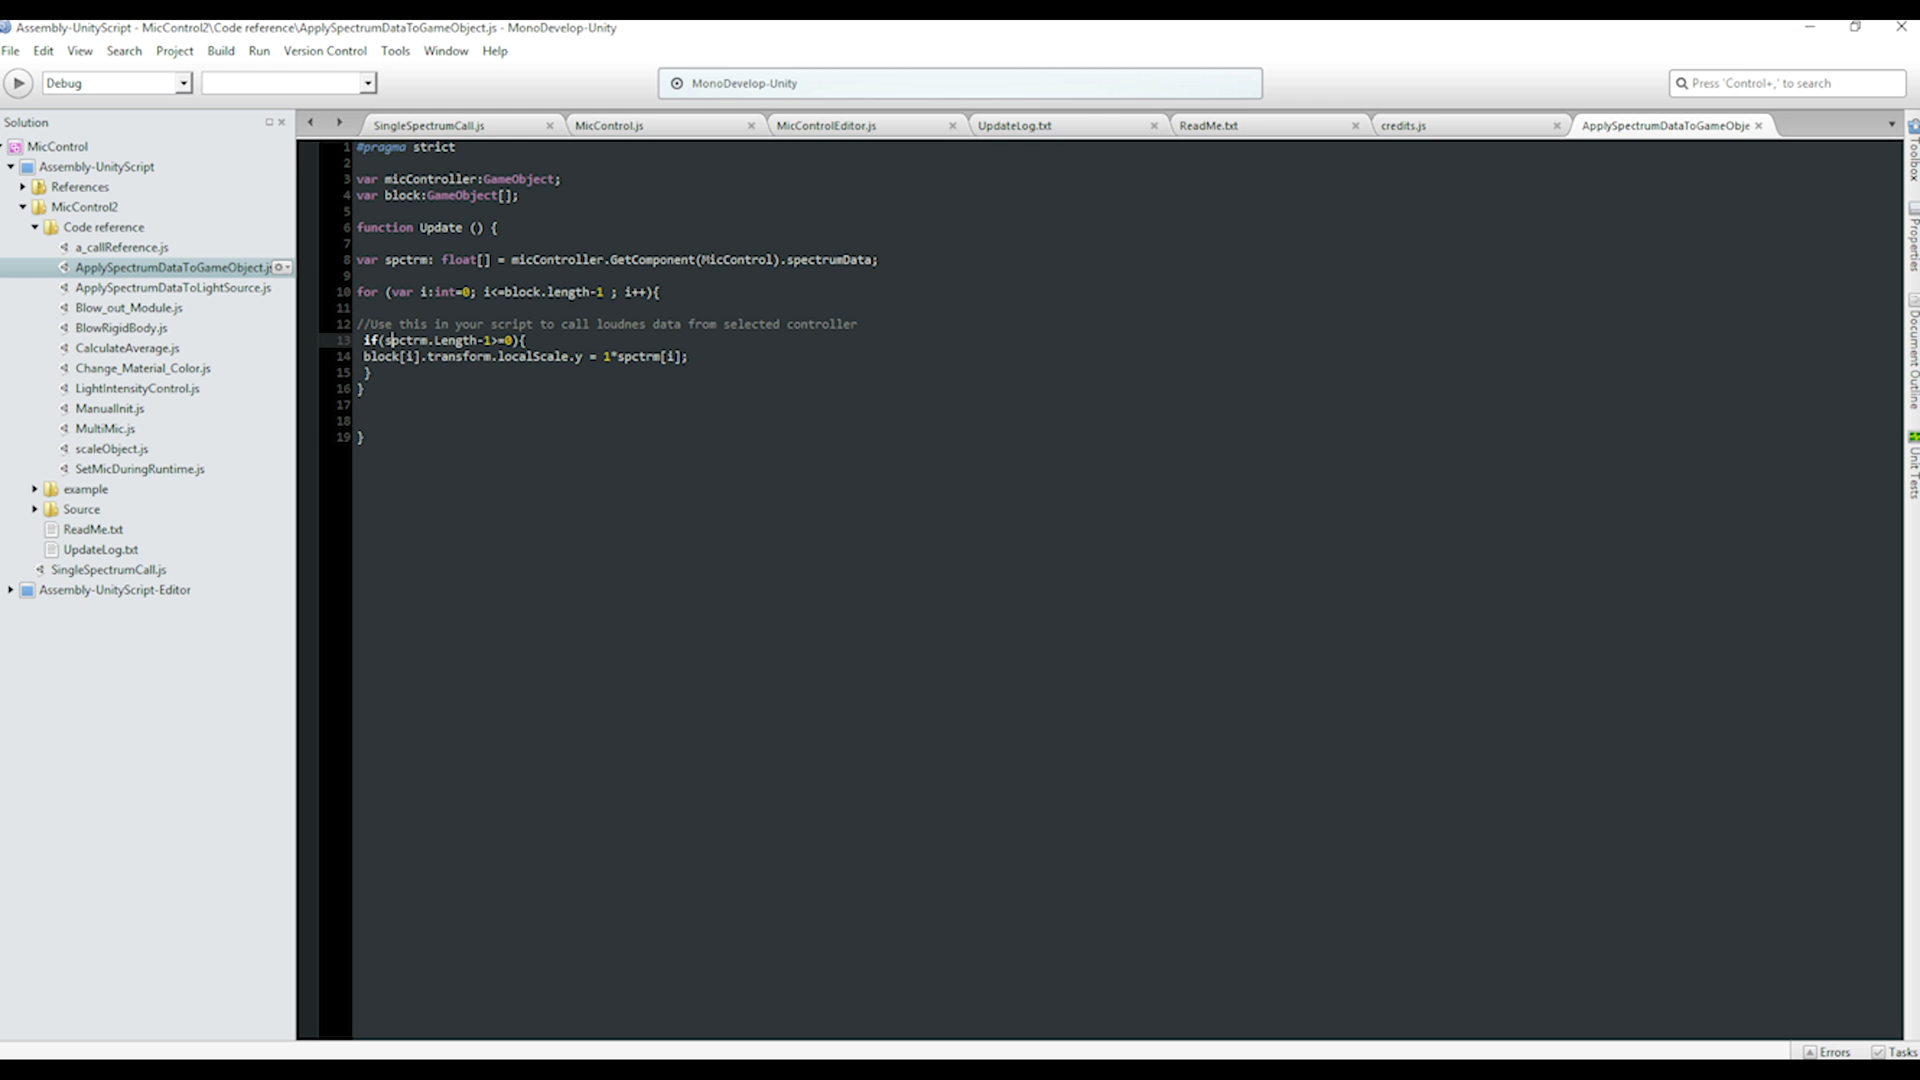 Assembly-UnityScript - MicControl2\Code reference\ApplySpectrumDataToGameObject.js - MonoDevelop-Unity
File Edit View Search Project Build Run Version Control Tools Window Help
Debug
MonoDevelop-Unity
Press 'Control+,' to search
Solution
MicControl
Assembly-UnityScript
References
MicControl2
Code reference
a_callReference.js
ApplySpectrumDataToGameObject.js
ApplySpectrumDataToLightSource.js
Blow_out_Module.js
BlowRigidBody.js
CalculateAverage.js
Change_Material_Color.js
LightIntensityControl.js
ManualInit.js
MultiMic.js
scaleObject.js
SetMicDuringRuntime.js
example
Source
ReadMe.txt
UpdateLog.txt
SingleSpectrumCall.js
Assembly-UnityScript-Editor
SingleSpectrumCall.js MicControl.js MicControlEditor.js UpdateLog.txt ReadMe.txt credits.js ApplySpectrumDataToGameObje
1 #pragma strict
2
3 var micController:GameObject;
4 var block:GameObject[];
5
6 function Update () {
7
8 var spctrm: float[] = micController.GetComponent(MicControl).spectrumData;
9
10 for (var i:int=0; i<=block.length-1 ; i++){
11
12 //Use this in your script to call loudnes data from selected controller
13 if(spctrm.Length-1>=0){
14 block[i].transform.localScale.y = 1*spctrm[i];
15 }
16 }
17
18
19 }
Toolbox
Properties
Document Outline
Unit Tests
Errors Tasks